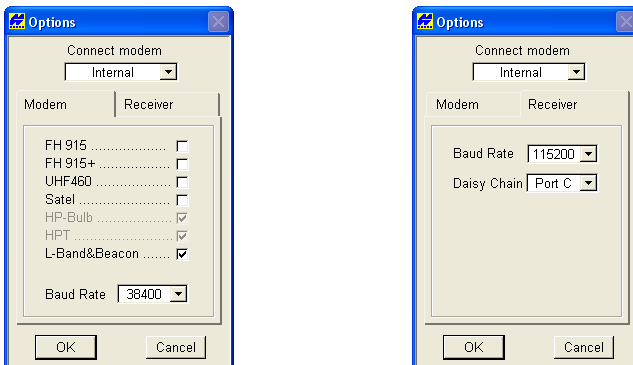 Options
Connect modem
Internal
Modem Receiver
FH 915 ...................
FH 915+ .................
UHF460 .................
Satel .....................
HP-Bulb ..................
HPT .......................
L-Band&Beacon .......
Baud Rate 38400
OK Cancel
Options
Connect modem
Internal
Modem Receiver
Baud Rate 115200
Daisy Chain Port C
OK Cancel